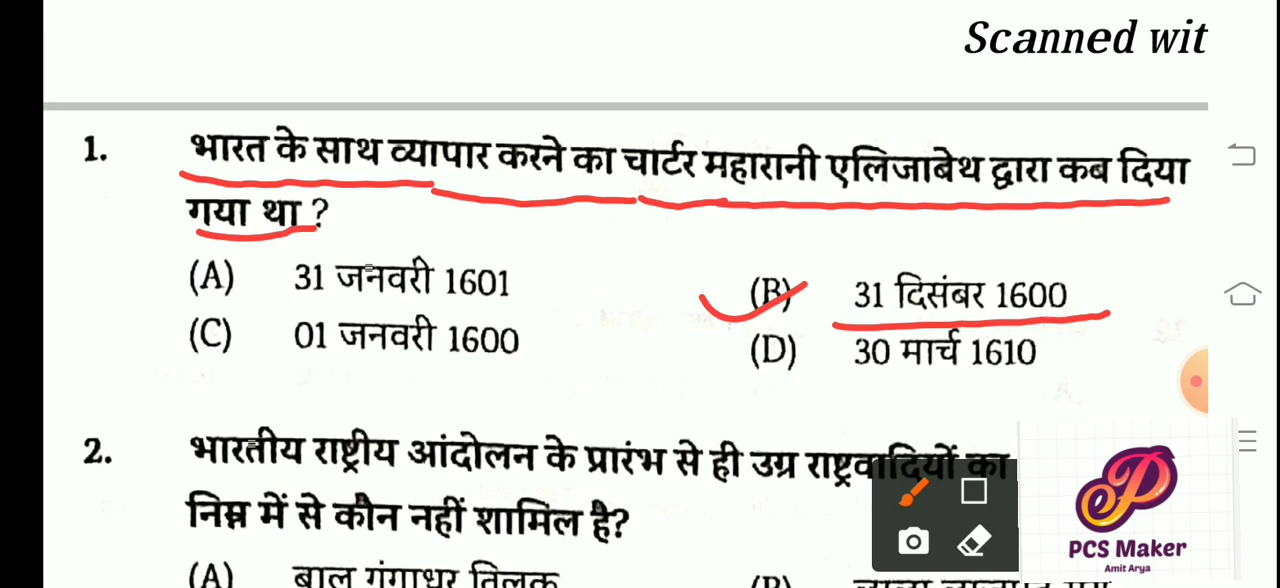 Scanned wit
1. भारत के साथ व्यापार करने का चार्टर महारानी एलिजाबेथ द्वारा कब दिया
गया था ?
(A) 31 जनवरी 1601 (B) 31 दिसंबर 1600
(C) 01 जनवरी 1600 (D) 30 मार्च 1610
2. भारतीय राष्ट्रीय आंदोलन के प्रारंभ से ही उग्र राष्ट्रवादियों का
निम्न में से कौन नहीं शामिल है?
(A) बाल गंगाधर तिलक (B)
PCS Maker
Amit Arya